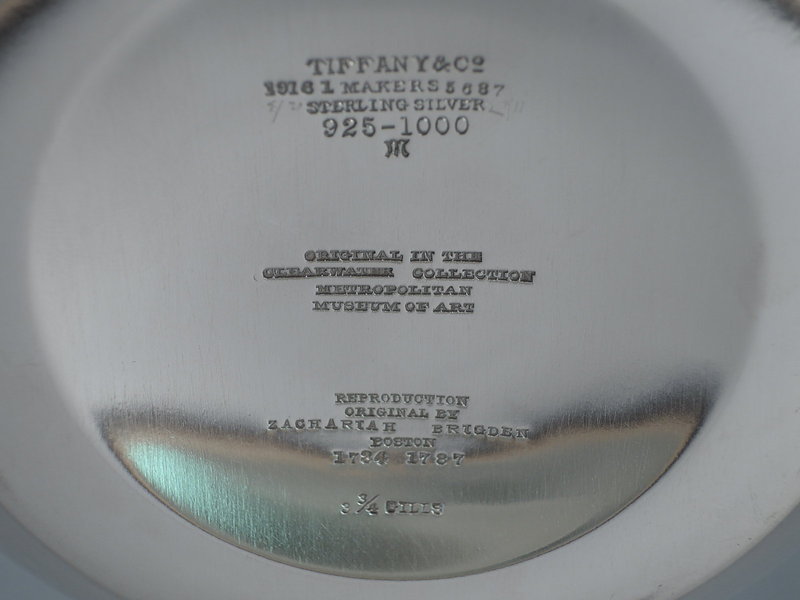 TIFFANY & Co
19161 MAKERS 5687
STERLING SILVER
925-1000
M
ORIGINAL IN THE
CLEARWATER COLLECTION
METROPOLITAN
MUSEUM OF ART
REPRODUCTION
ORIGINAL BY
ZACHARIAH BRIGDEN
BOSTON
1734 1787
3 3/4 GILLS